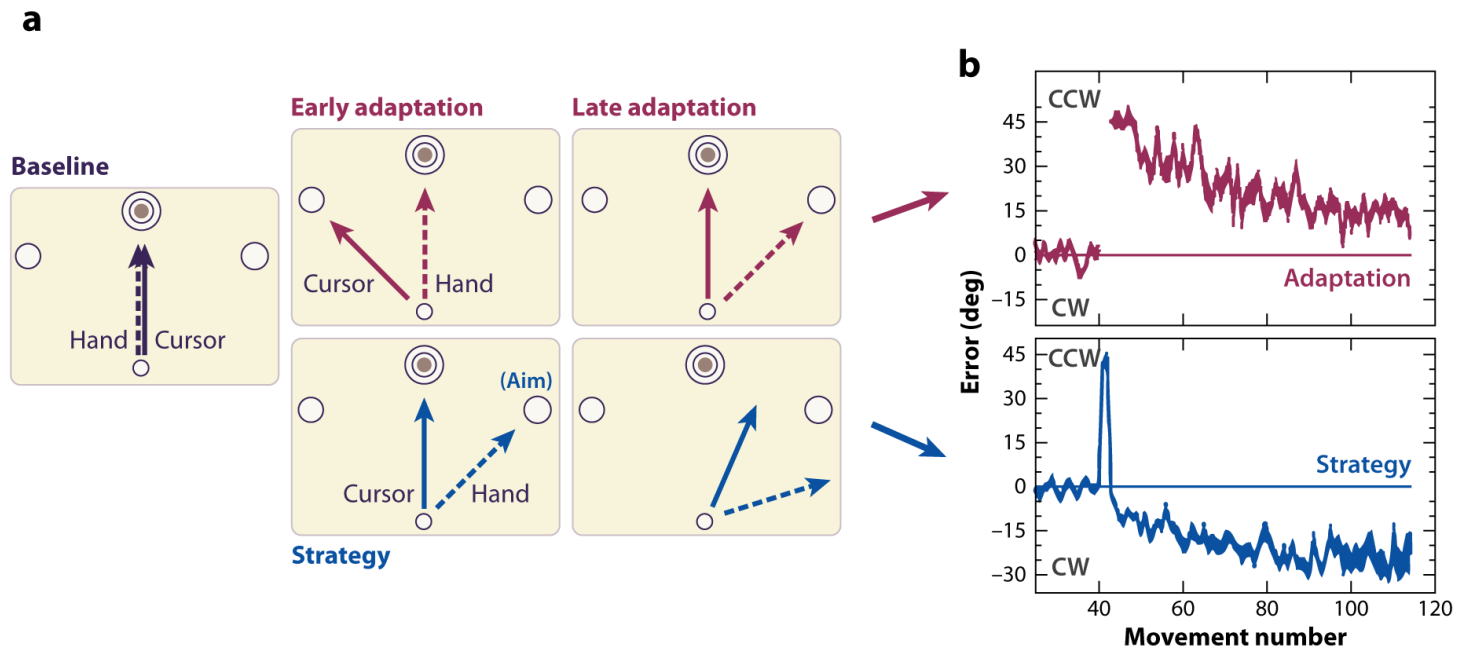 a
Baseline
Hand
Cursor
Early adaptation
Cursor
Hand
Late adaptation
(Aim)
Cursor
Hand
Strategy
b
Error (deg)
CCW
45
30
15
0
−15
CW
Adaptation
CCW
45
30
15
0
−15
−30
CW
Strategy
40 60 80 100 120
Movement number